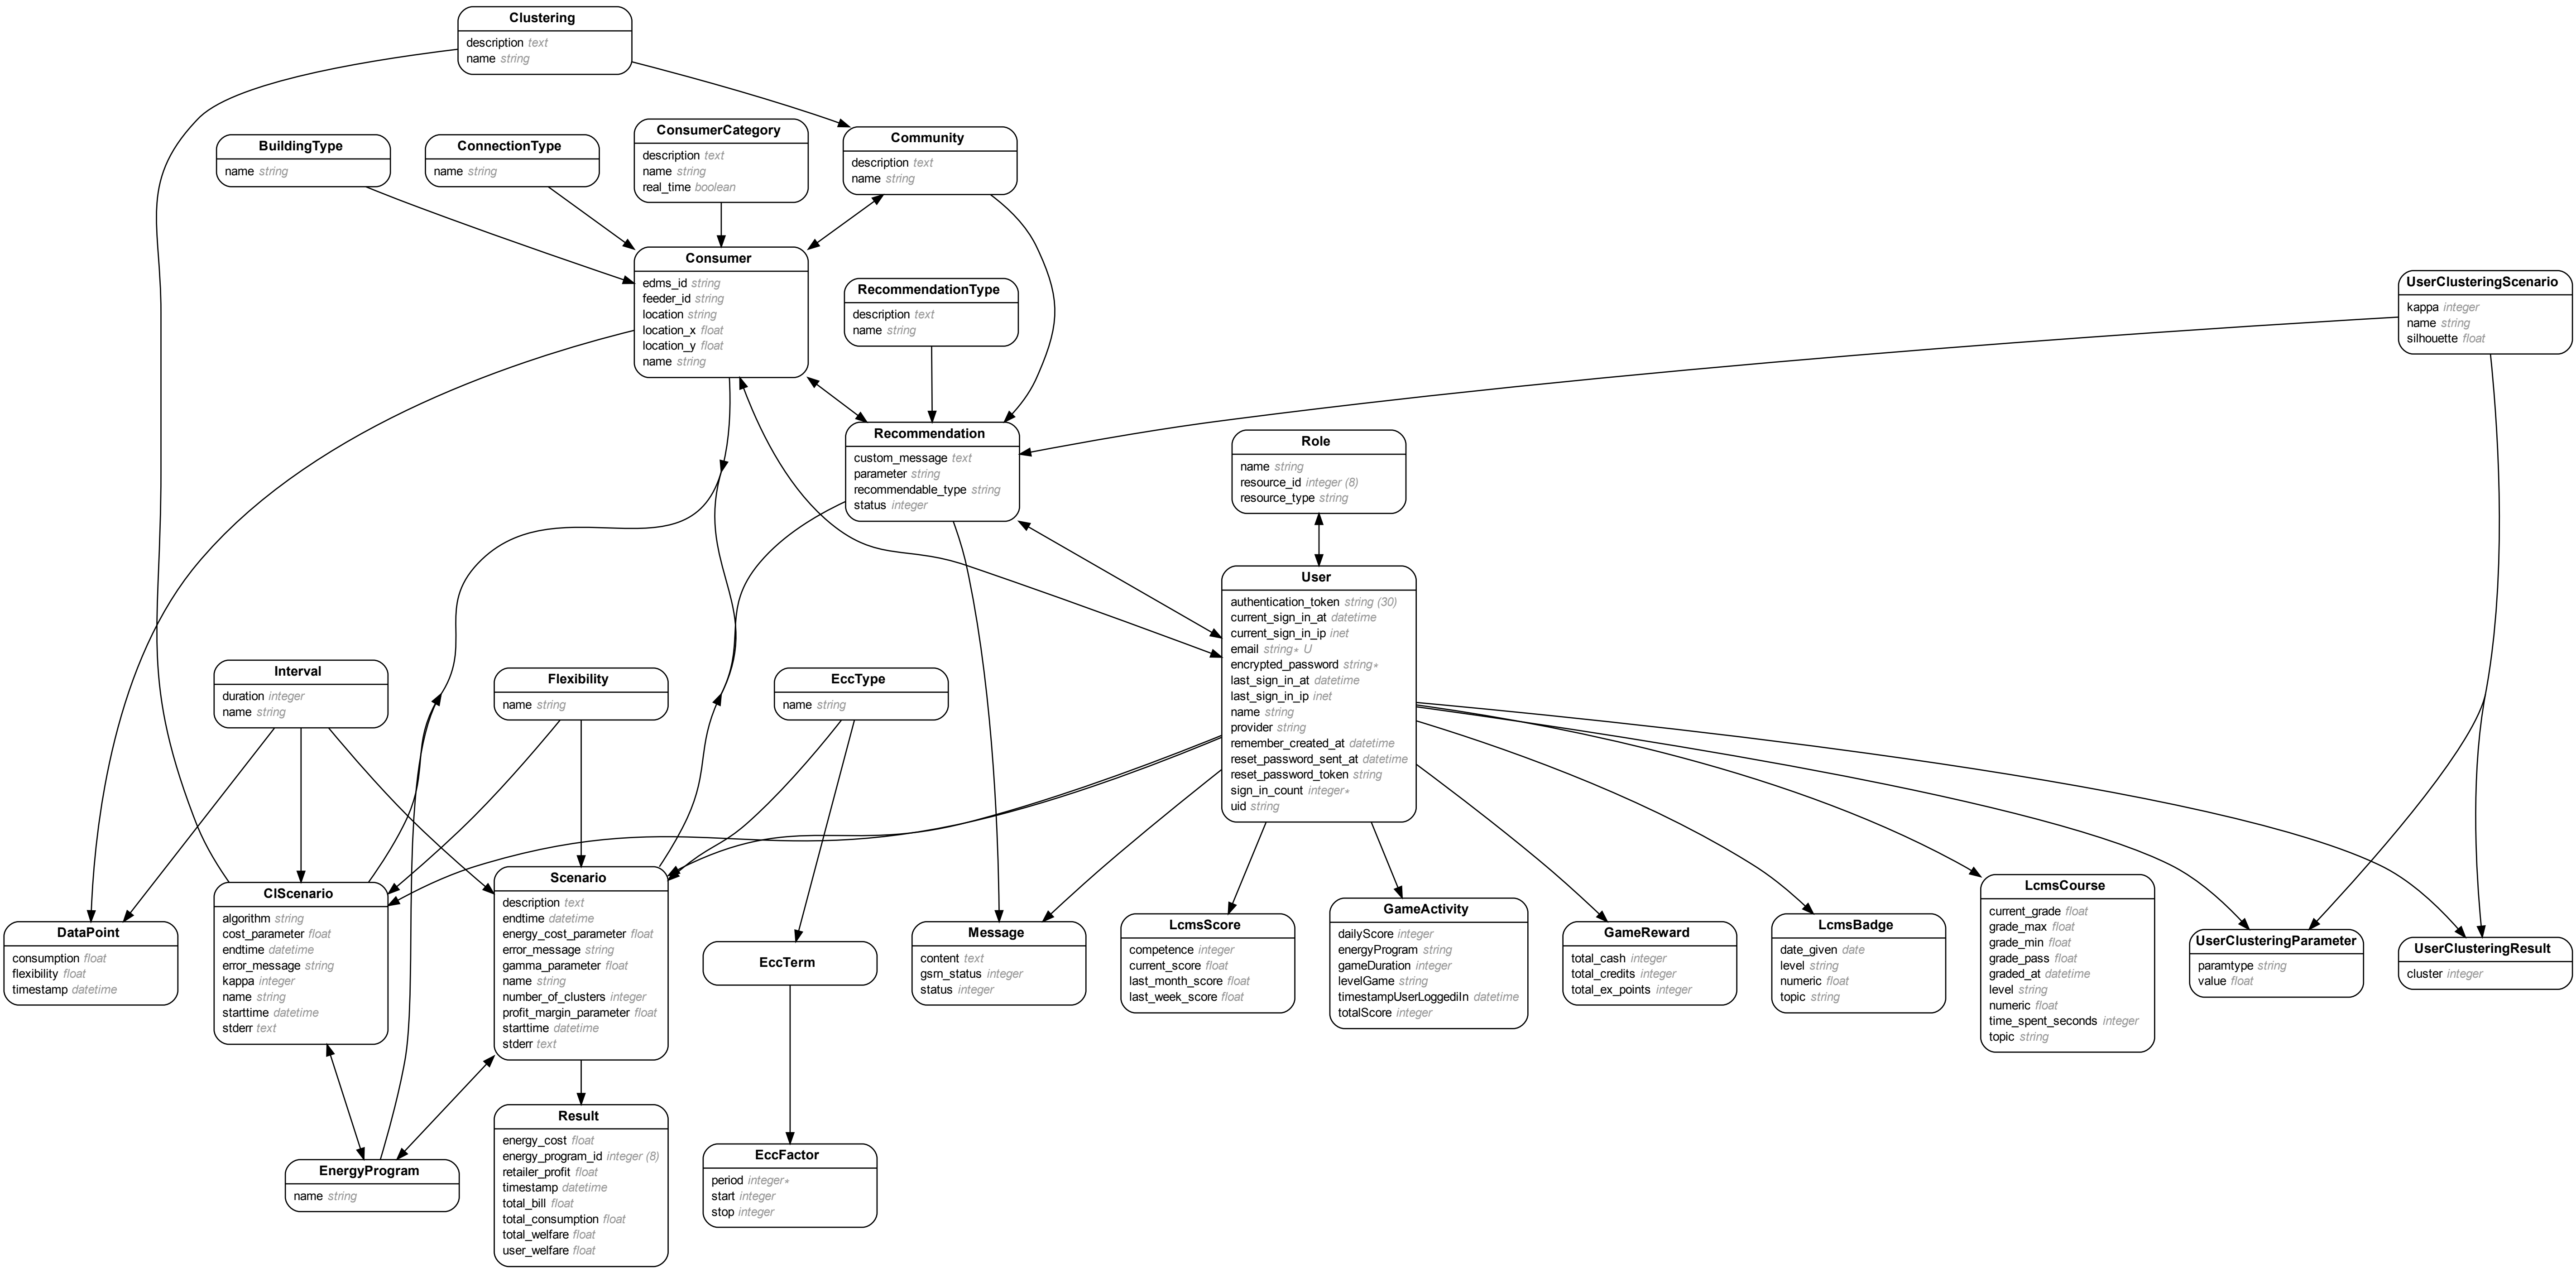 Clustering
description text
name string
BuildingType
name string
ConnectionType
name string
ConsumerCategory
description text
name string
real_time boolean
Community
description text
name string
Consumer
edms_id string
feeder_id string
location string
location_x float
location_y float
name string
RecommendationType
description text
name string
UserClusteringScenario
kappa integer
name string
silhouette float
Recommendation
custom_message text
parameter string
recommendable_type string
status integer
Role
name string
resource_id integer (8)
resource_type string
User
authentication_token string (30)
current_sign_in_at datetime
current_sign_in_ip inet
email string∗ U
encrypted_password string∗
last_sign_in_at datetime
last_sign_in_ip inet
name string
provider string
remember_created_at datetime
reset_password_sent_at datetime
reset_password_token string
sign_in_count integer∗
uid string
Interval
duration integer
name string
Flexibility
name string
EccType
name string
DataPoint
consumption float
flexibility float
timestamp datetime
ClScenario
algorithm string
cost_parameter float
endtime datetime
error_message string
kappa integer
name string
starttime datetime
stderr text
Scenario
description text
endtime datetime
energy_cost_parameter float
error_message string
gamma_parameter float
name string
number_of_clusters integer
profit_margin_parameter float
starttime datetime
stderr text
EccTerm
Message
content text
gsrn_status integer
status integer
LcmsScore
competence integer
current_score float
last_month_score float
last_week_score float
GameActivity
dailyScore integer
energyProgram string
gameDuration integer
levelGame string
timestampUserLoggedIn datetime
totalScore integer
GameReward
total_cash integer
total_credits integer
total_ex_points integer
LcmsBadge
date_given date
level string
numeric float
topic string
LcmsCourse
current_grade float
grade_max float
grade_min float
grade_pass float
graded_at datetime
level string
numeric float
time_spent_seconds integer
topic string
UserClusteringParameter
paramtype string
value float
UserClusteringResult
cluster integer
EnergyProgram
name string
Result
energy_cost float
energy_program_id integer (8)
retailer_profit float
timestamp datetime
total_bill float
total_consumption float
total_welfare float
user_welfare float
EccFactor
period integer∗
start integer
stop integer